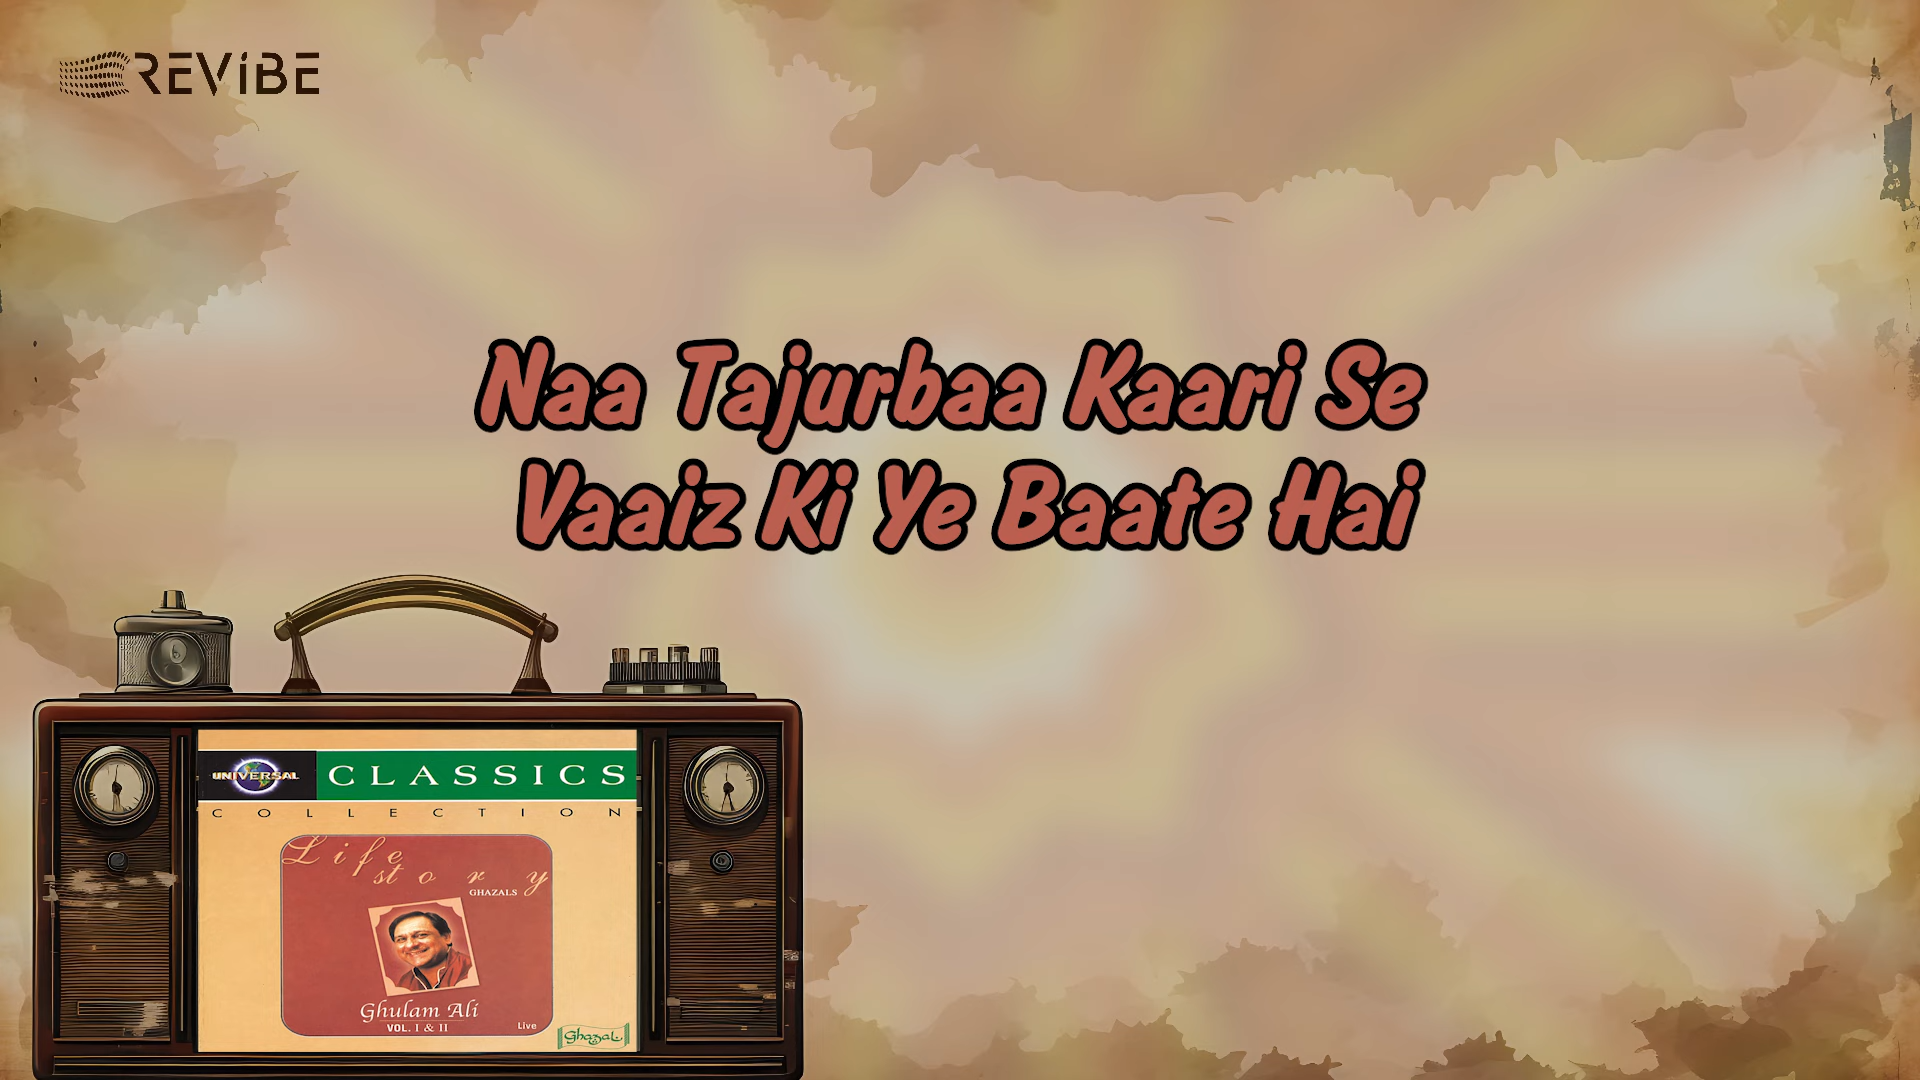 REViBE
Naa Tajurbaa Kaari Se
Vaaiz Ki Ye Baate Hai
UNIVERSAL
CLASSICS
COLLECTION
Life
story
GHAZALS
Ghulam Ali
VOL. I & II
Live
Ghazal